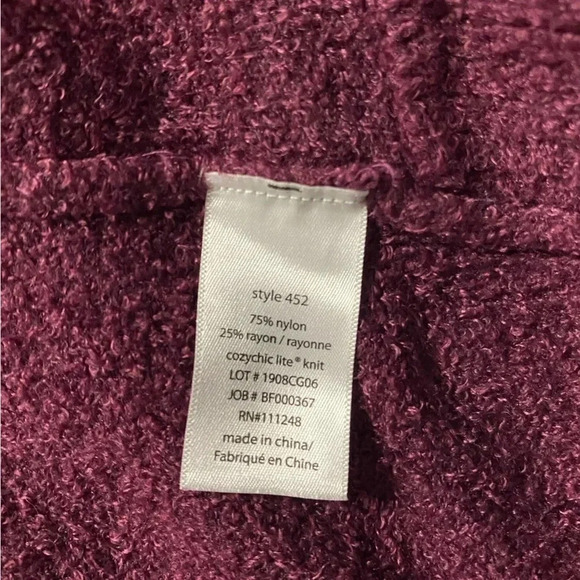 style 452
75% nylon
25% rayon / rayonne
cozychic lite® knit
LOT # 1908CG06
JOB# BF000367
RN#111248
made in china/
Fabriqué en Chine